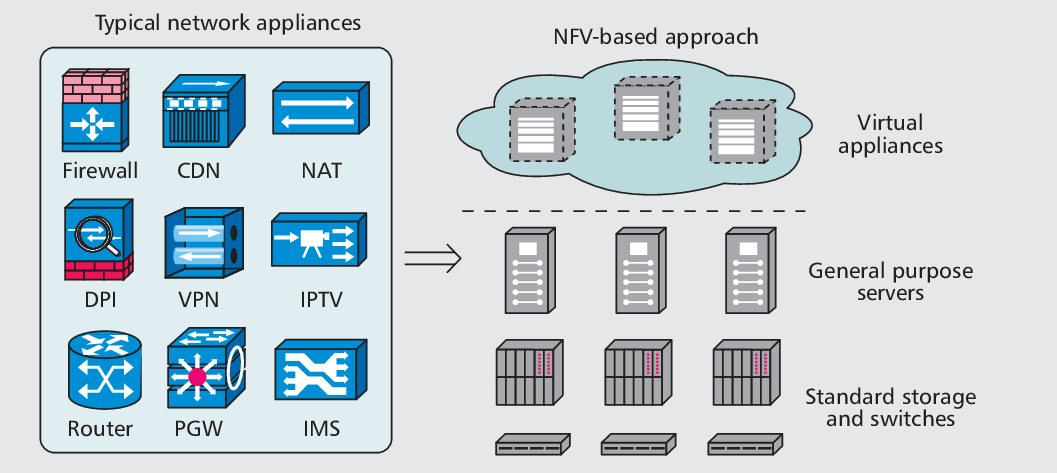 Typical network appliances
Firewall
CDN
NAT
DPI
VPN
IPTV
Router
PGW
IMS
NFV-based approach
Virtual
appliances
General purpose
servers
Standard storage
and switches